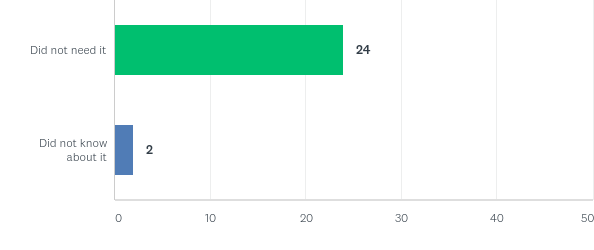 Did not need it
24
Did not know
about it
2
0 10 20 30 40 50